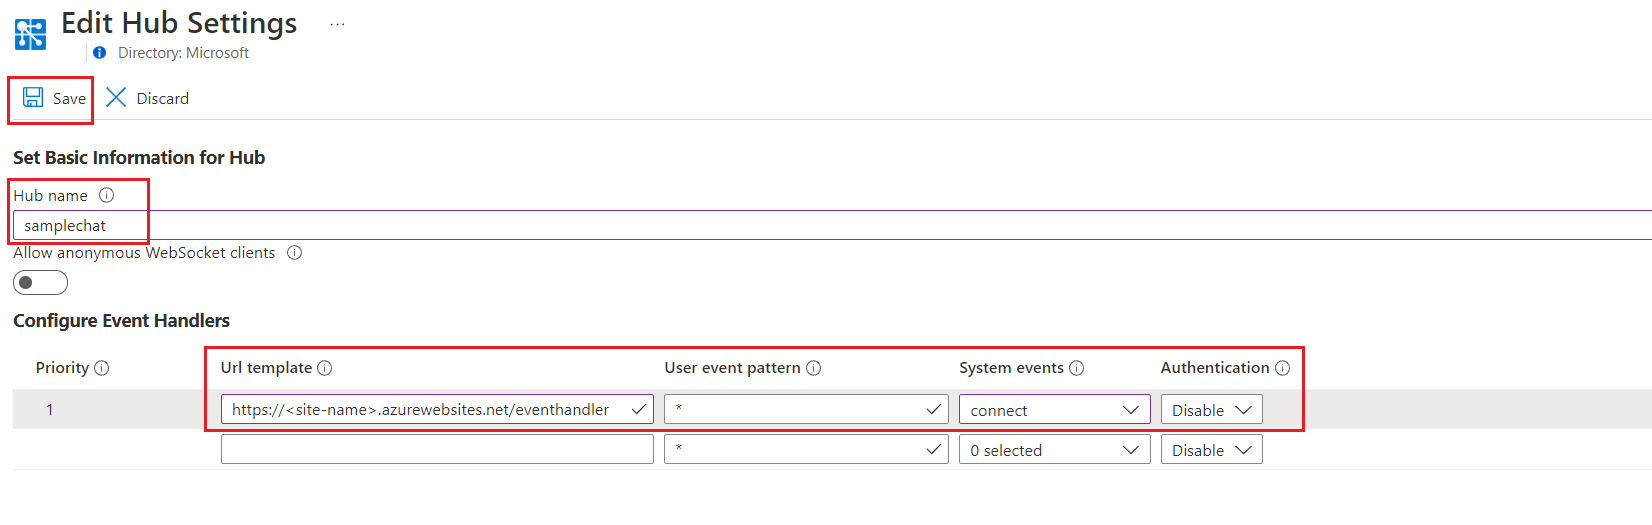 Edit Hub Settings ...
Directory: Microsoft
Save Discard
Set Basic Information for Hub
Hub name
samplechat
Allow anonymous WebSocket clients
Configure Event Handlers
Priority Url template User event pattern System events Authentication
1 https://<site-name>.azurewebsites.net/eventhandler * connect Disable
* 0 selected Disable